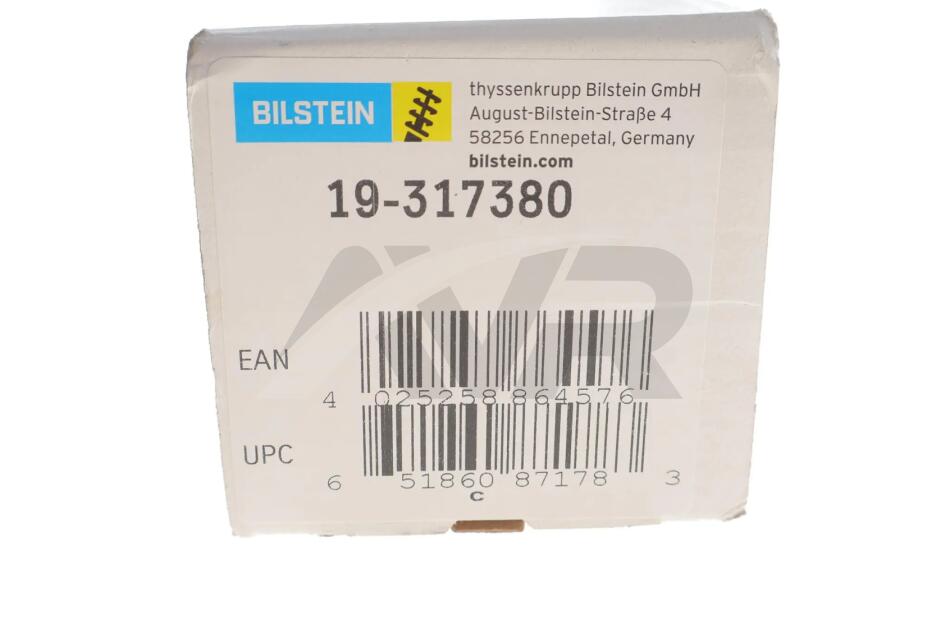 BILSTEIN
thyssenkrupp Bilstein GmbH
August-Bilstein-Straße 4
58256 Ennepetal, Germany
bilstein.com
19-317380
AVR
EAN
4 025258 864576
UPC
6 51860 87178 3
C